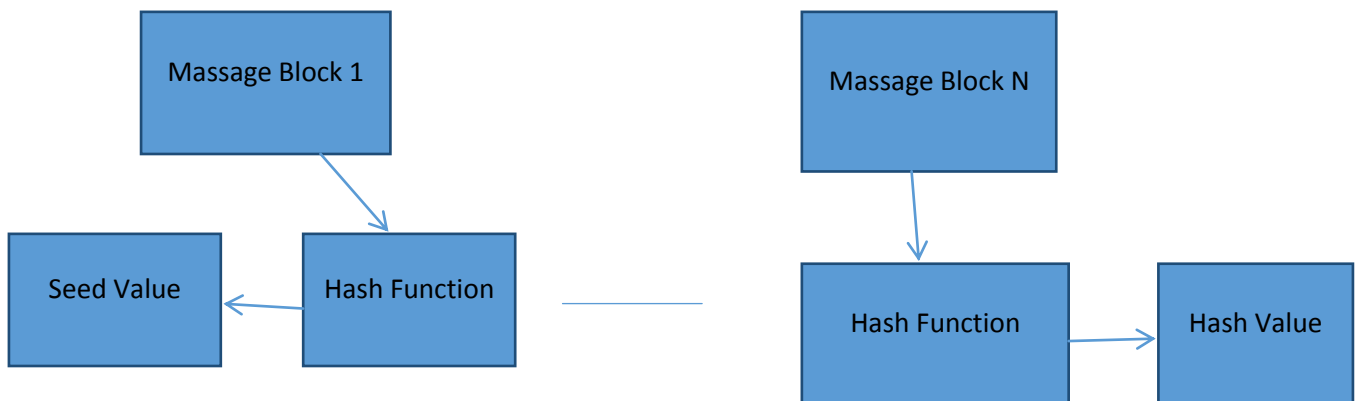 Massage Block 1
Massage Block N
Seed Value
Hash Function
Hash Function
Hash Value